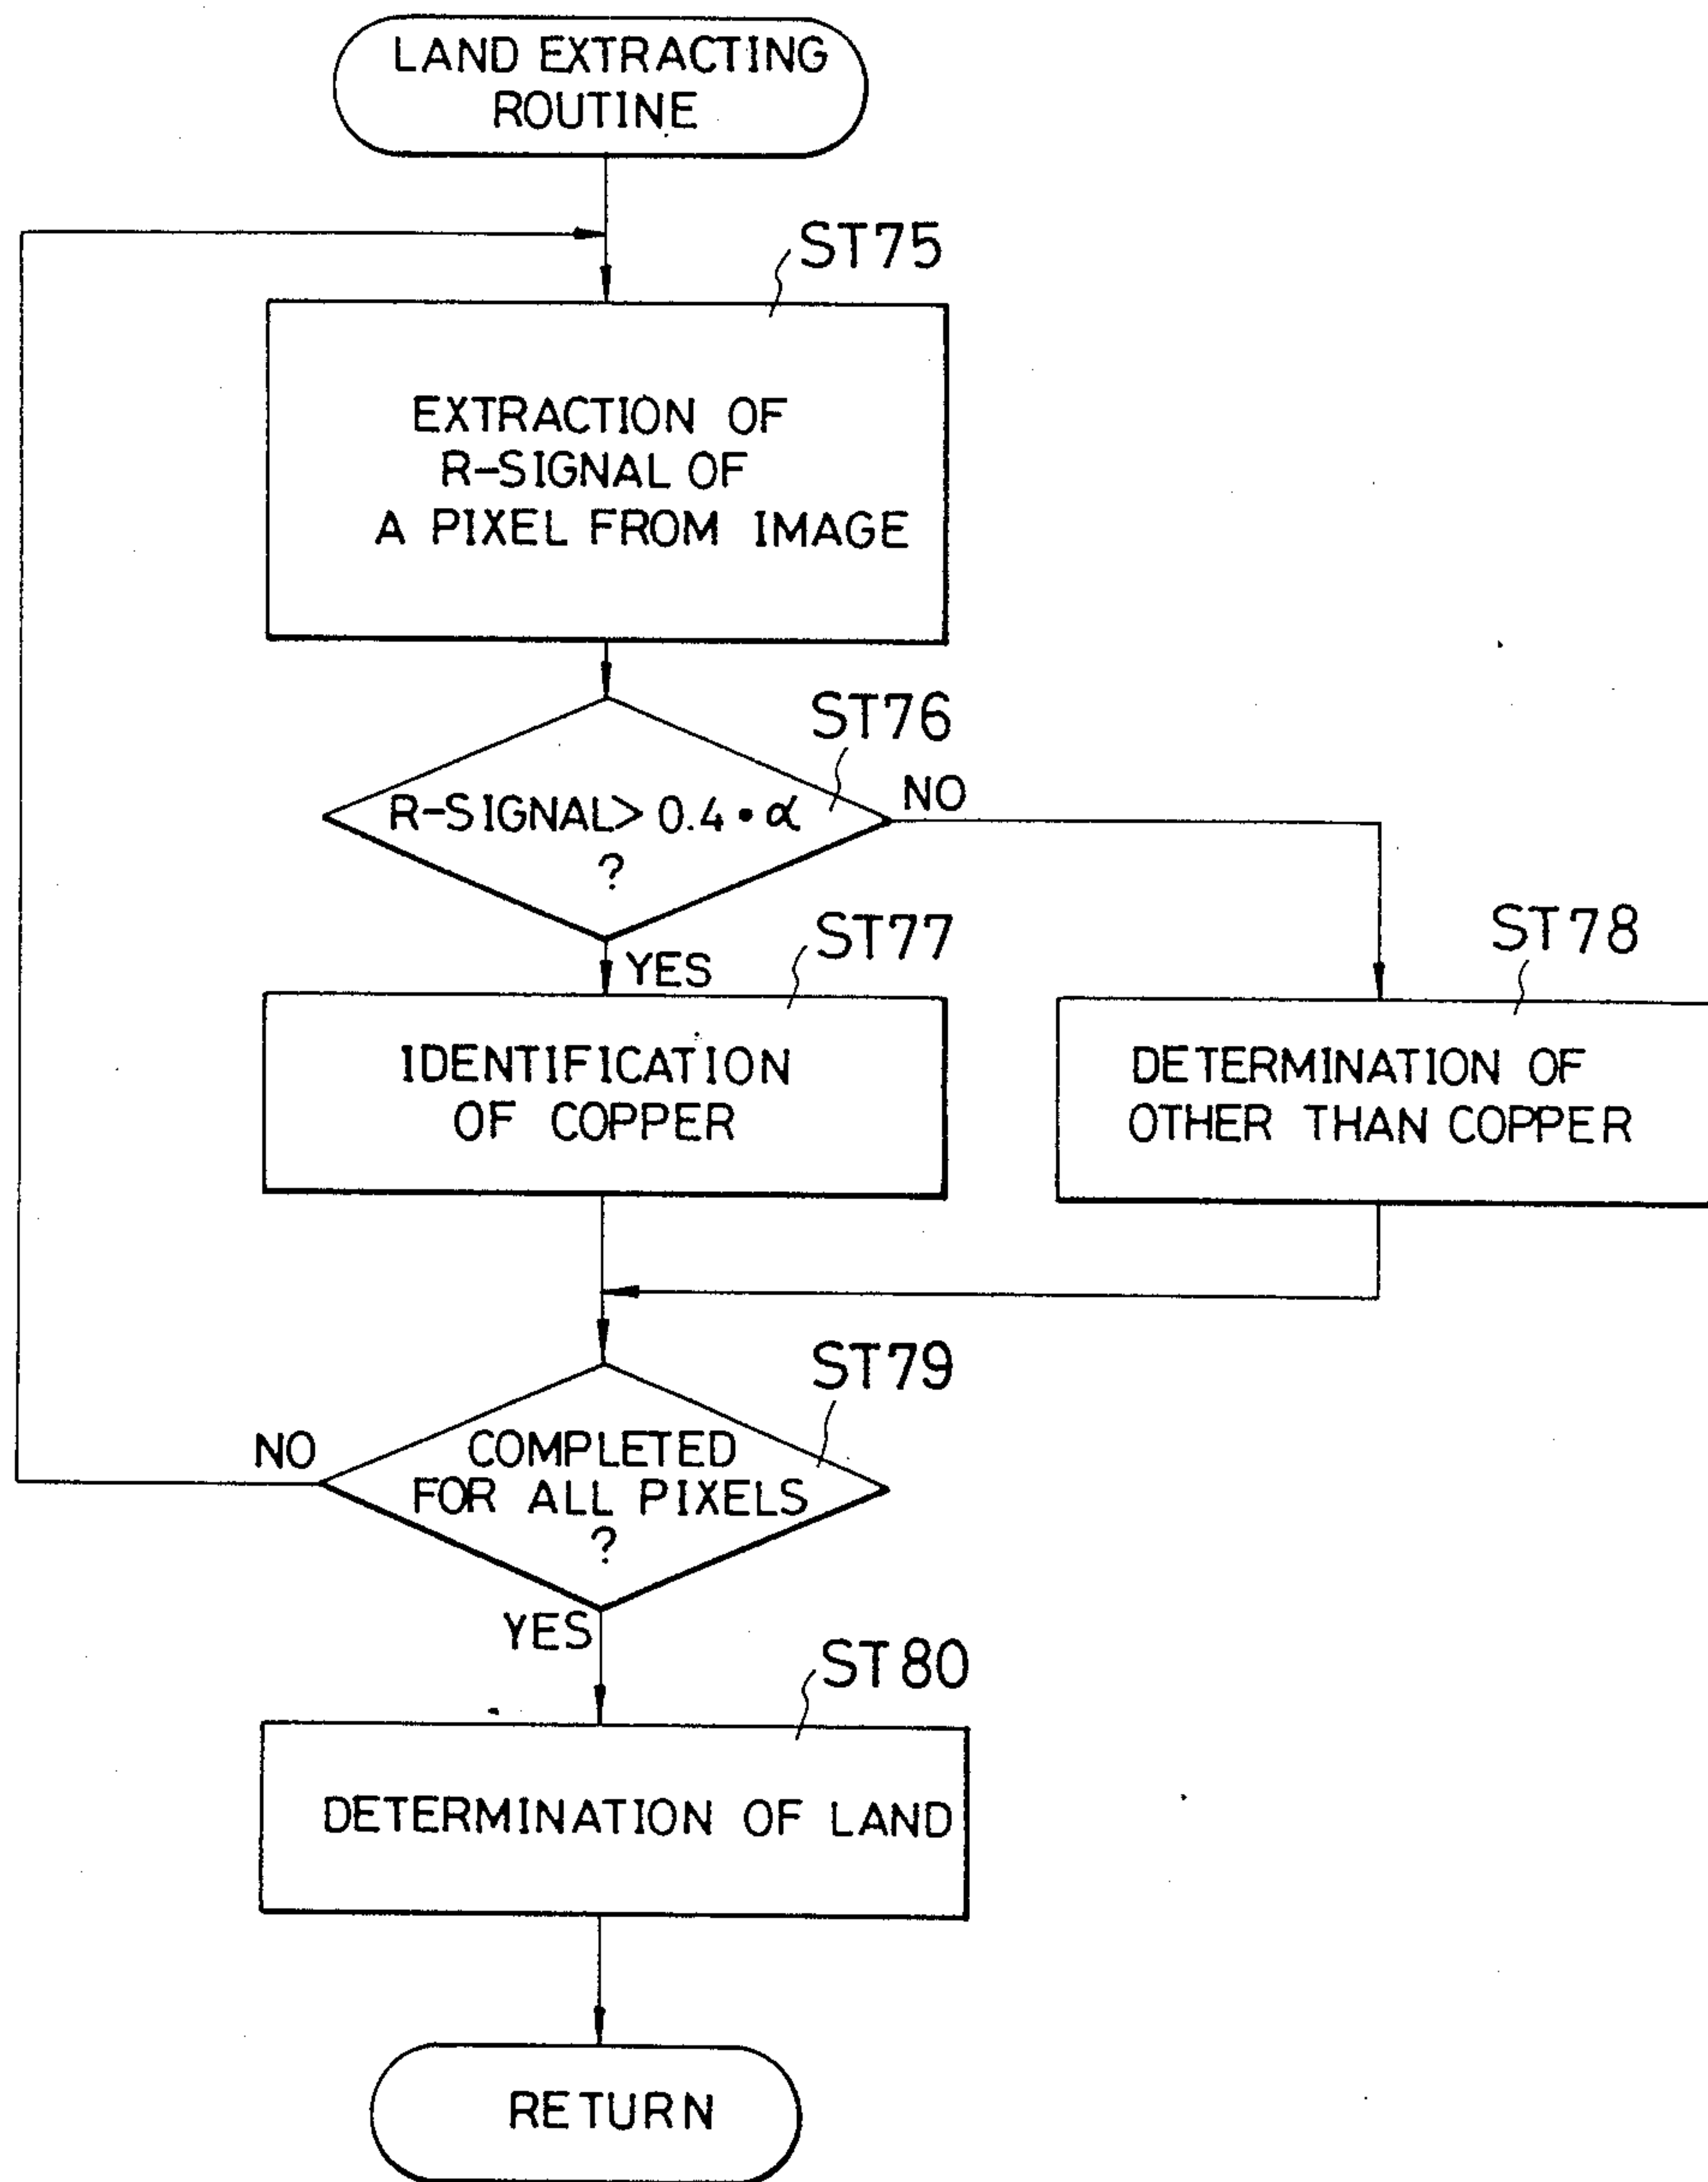 LAND EXTRACTING
ROUTINE
ST75
EXTRACTION OF
R-SIGNAL OF
A PIXEL FROM IMAGE
ST76
R-SIGNAL > 0.4 • α
?
NO
YES
ST77
IDENTIFICATION
OF COPPER
ST78
DETERMINATION OF
OTHER THAN COPPER
ST79
COMPLETED
FOR ALL PIXELS
?
NO
YES
ST80
DETERMINATION OF LAND
RETURN